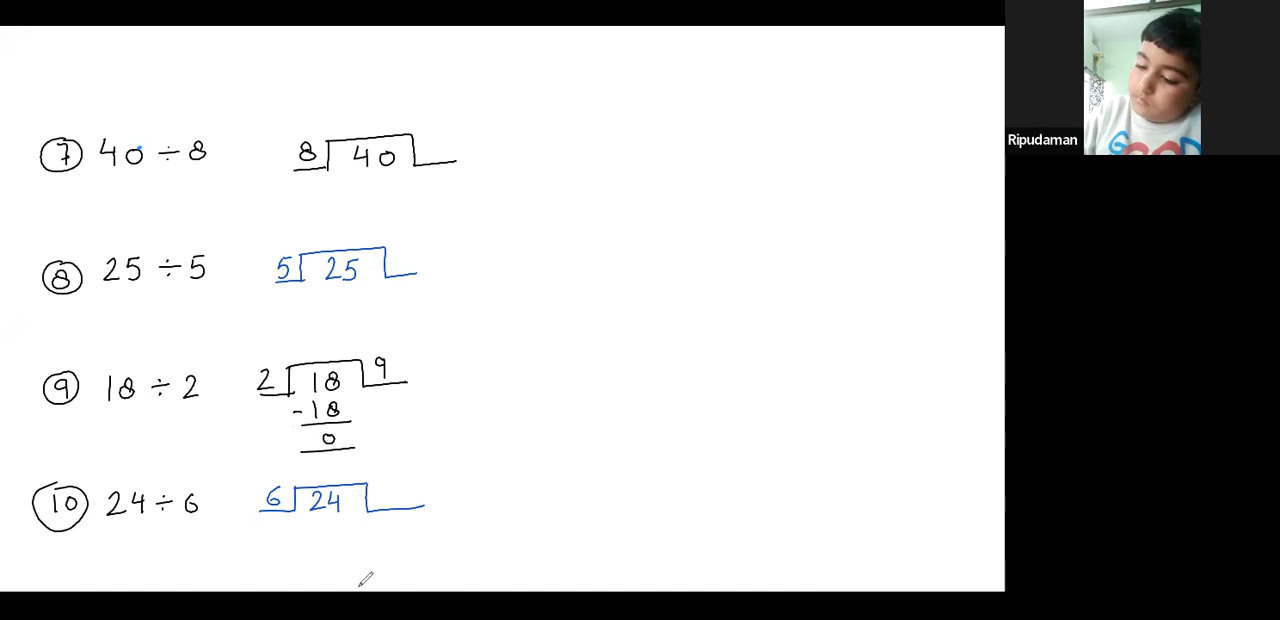 7 40 ÷ 8 8 40
8 25 ÷ 5 5 25
9 18 ÷ 2 2 18 9
-18
0
10 24 ÷ 6 6 24
Ripudaman